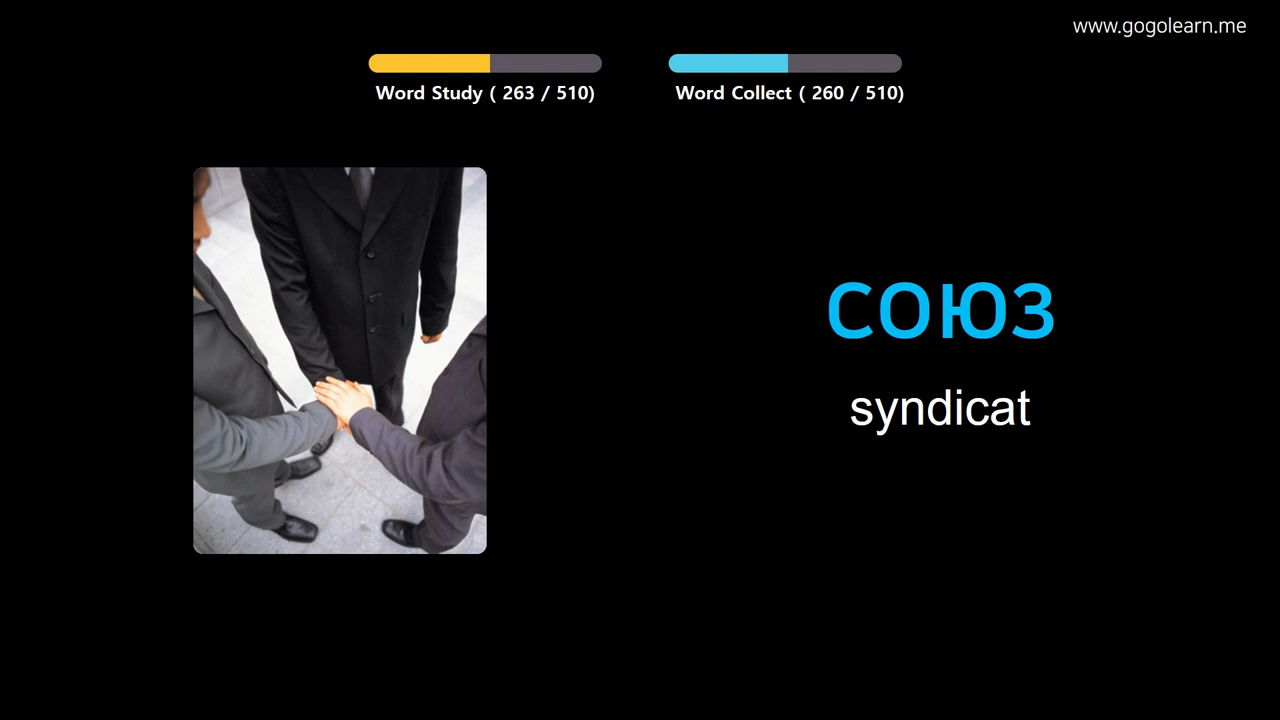 www.gogolearn.me
Word Study ( 263 / 510)
Word Collect ( 260 / 510)
союз
syndicat